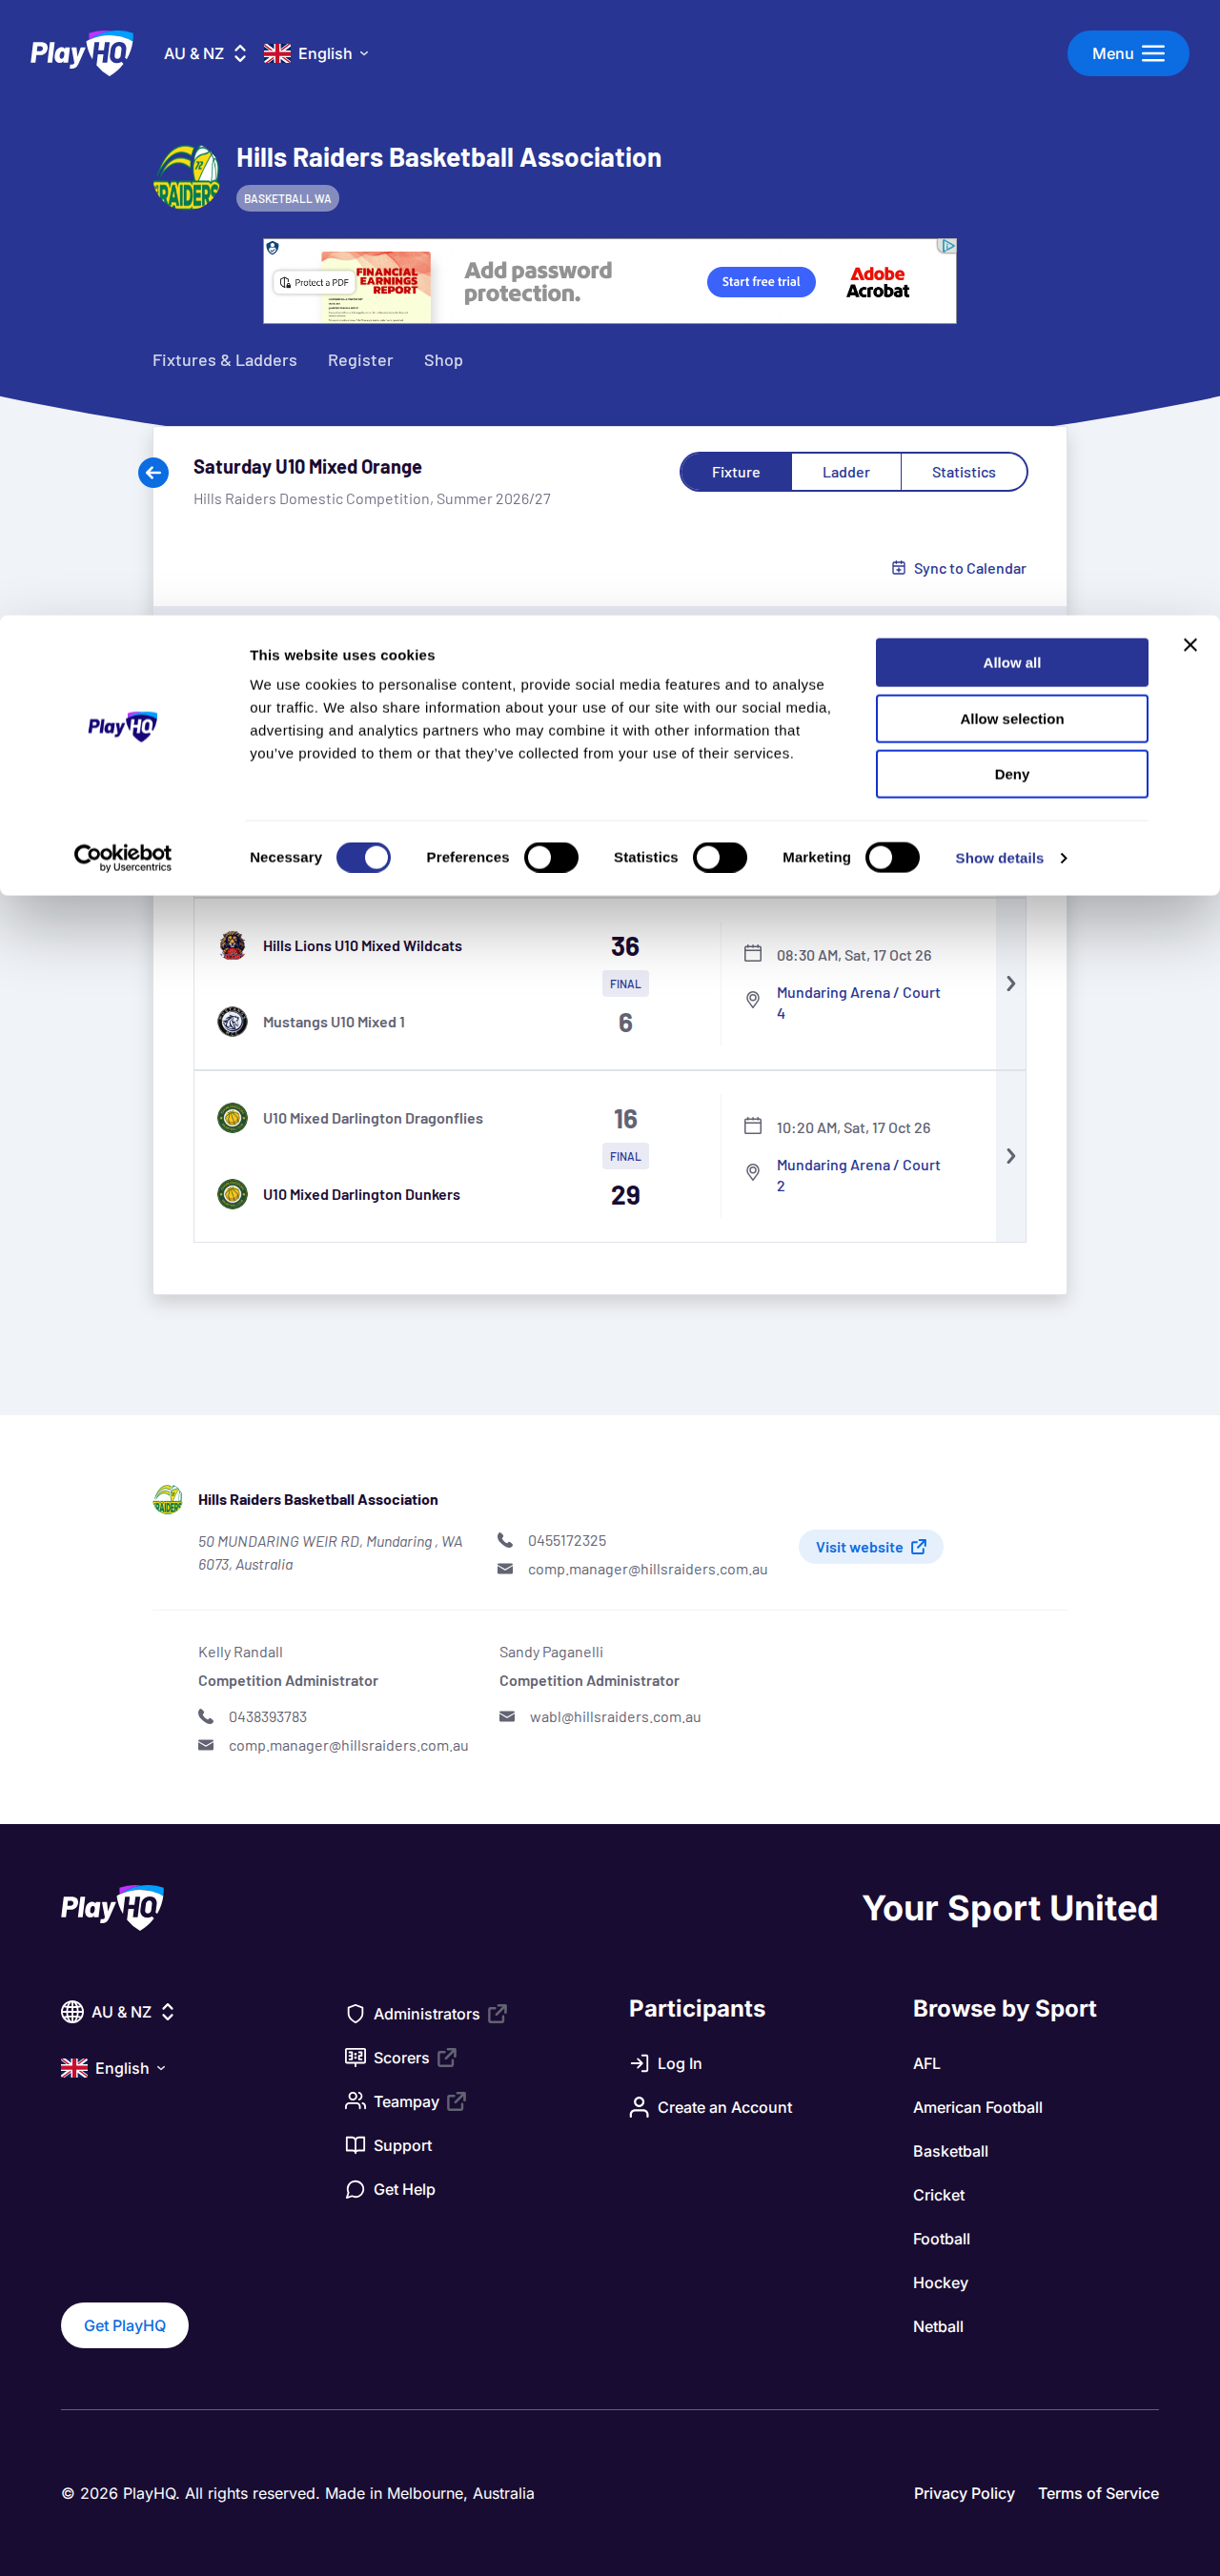 PlayHQ
AU & NZ
English
Menu
Hills Raiders Basketball Association
BASKETBALL WA
RAIDERS
Protect a PDF
FINANCIAL
EARNINGS
REPORT
Add password
protection.
Start free trial
Adobe
Acrobat
Fixtures & Ladders
Register
Shop
Saturday U10 Mixed Orange
Hills Raiders Domestic Competition, Summer 2026/27
Fixture
Ladder
Statistics
Sync to Calendar
PlayHQ
This website uses cookies
We use cookies to personalise content, provide social media features and to analyse
our traffic. We also share information about your use of our site with our social media,
advertising and analytics partners who may combine it with other information that
you've provided to them or that they've collected from your use of their services.
Allow all
Allow selection
Deny
Cookiebot
by Usercentrics
Necessary
Preferences
Statistics
Marketing
Show details
Hills Lions U10 Mixed Wildcats
36
FINAL
Mustangs U10 Mixed 1
6
08:30 AM, Sat, 17 Oct 26
Mundaring Arena / Court
4
U10 Mixed Darlington Dragonflies
16
FINAL
U10 Mixed Darlington Dunkers
29
10:20 AM, Sat, 17 Oct 26
Mundaring Arena / Court
2
RAIDERS
Hills Raiders Basketball Association
50 MUNDARING WEIR RD, Mundaring , WA
6073, Australia
0455172325
comp.manager@hillsraiders.com.au
Visit website
Kelly Randall
Competition Administrator
0438393783
comp.manager@hillsraiders.com.au
Sandy Paganelli
Competition Administrator
wabl@hillsraiders.com.au
PlayHQ
Your Sport United
AU & NZ
English
Get PlayHQ
Administrators
Scorers
Teampay
Support
Get Help
Participants
Log In
Create an Account
Browse by Sport
AFL
American Football
Basketball
Cricket
Football
Hockey
Netball
© 2026 PlayHQ. All rights reserved. Made in Melbourne, Australia
Privacy Policy
Terms of Service